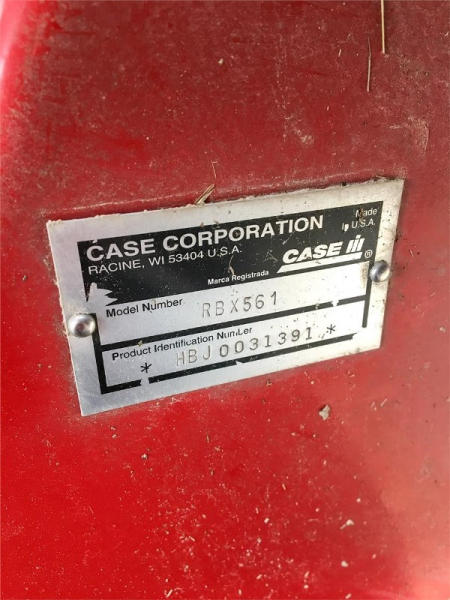 CASE CORPORATION
RACINE, WI 53404 U.S.A.
Made
In U.S.A.
Marca Registrada
CASE IH ®
Model Number RBX561
Product Identification Number
* HBJ0031391 *